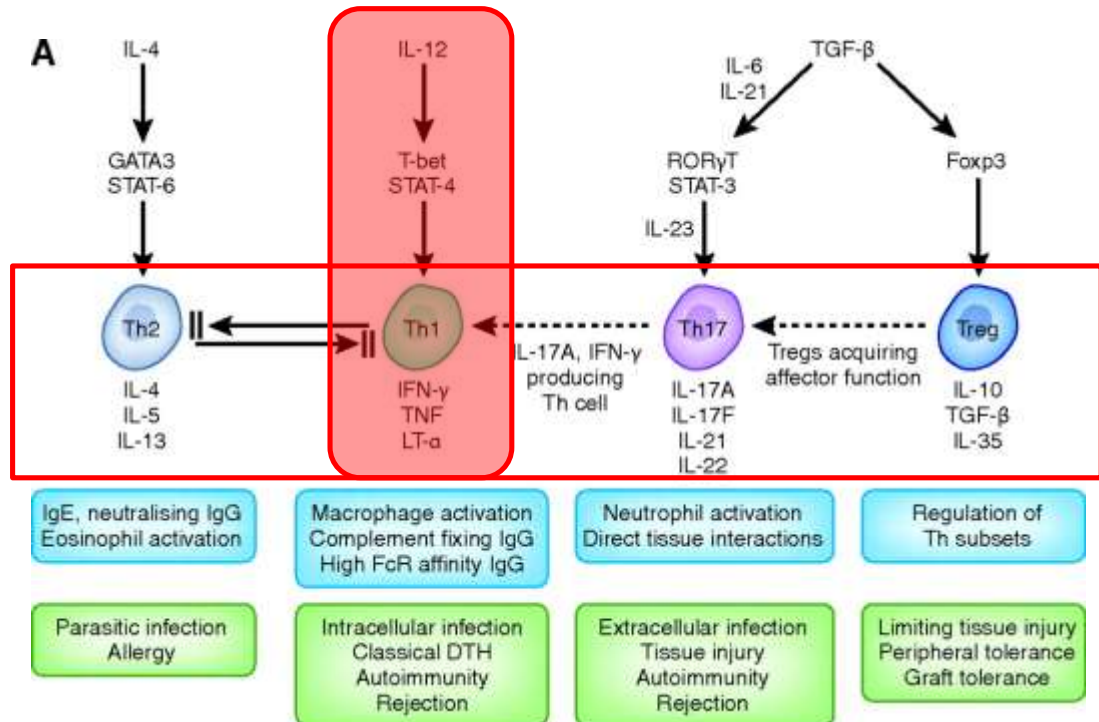 A
IL-4
IL-12
TGF-β
IL-6
IL-21
GATA3
STAT-6
T-bet
STAT-4
RORγT
STAT-3
Foxp3
IL-23
Th2
Th1
Th17
Treg
IL-17A, IFN-γ
producing
Th cell
Tregs acquiring
affector function
IL-4
IL-5
IL-13
IFN-γ
TNF
LT-α
IL-17A
IL-17F
IL-21
IL-22
IL-10
TGF-β
IL-35
IgE, neutralising IgG
Eosinophil activation
Macrophage activation
Complement fixing IgG
High FcR affinity IgG
Neutrophil activation
Direct tissue interactions
Regulation of
Th subsets
Parasitic infection
Allergy
Intracellular infection
Classical DTH
Autoimmunity
Rejection
Extracellular infection
Tissue injury
Autoimmunity
Rejection
Limiting tissue injury
Peripheral tolerance
Graft tolerance